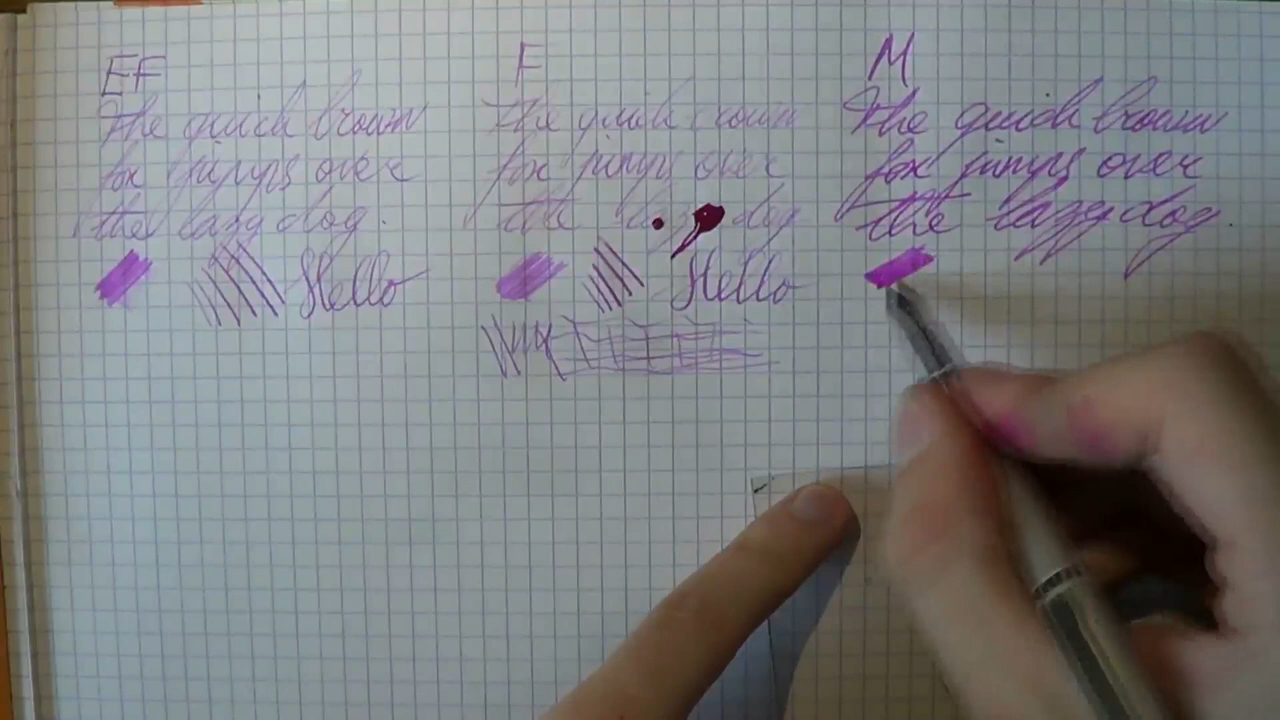 EF
The quick brown
fox jumps over
the lazy dog.
Hello
F
The quick brown
fox jumps over
the lazy dog
Hello
M
The quick brown
fox jumps over
the lazy dog.